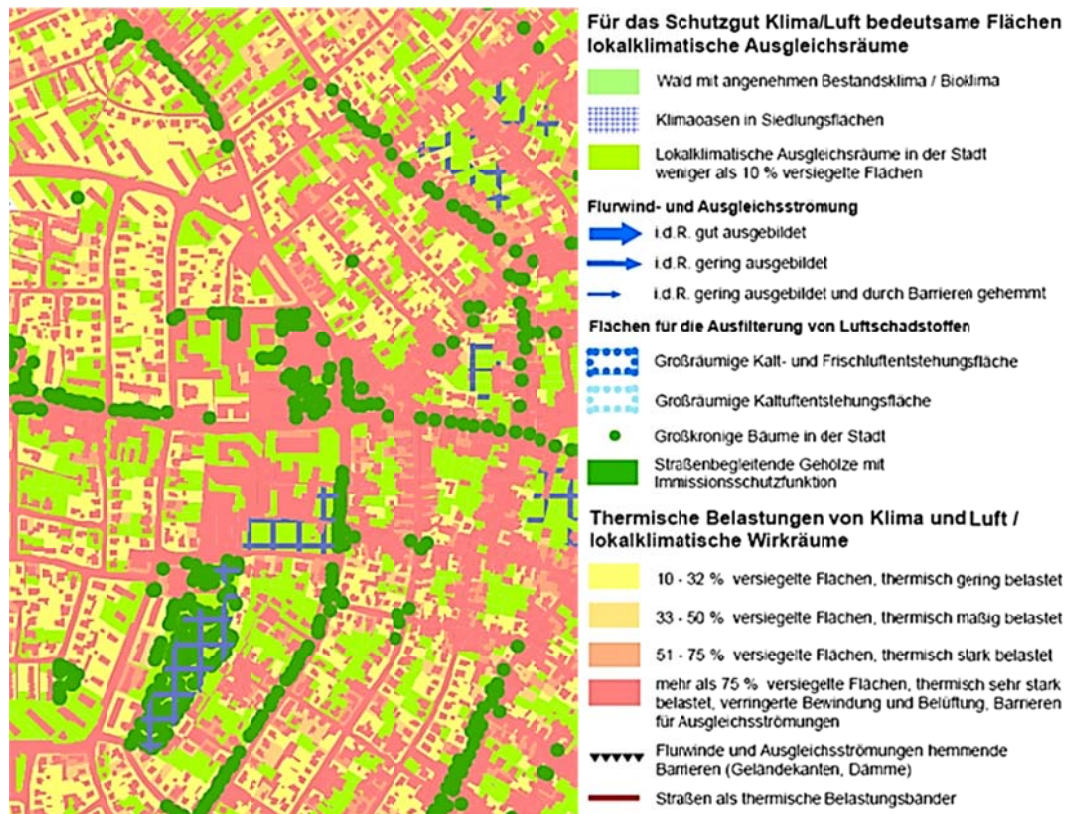 Für das Schutzgut Klima/Luft bedeutsame Flächen
lokalklimatische Ausgleichsräume
Wald mit angenehmen Bestandsklima / Bioklima
Klimaoasen in Siedlungsflächen
Lokalklimatische Ausgleichsräume in der Stadt
weniger als 10 % versiegelte Flächen
Flurwind- und Ausgleichsströmung
i.d.R. gut ausgebildet
i.d.R. gering ausgebildet
i.d.R. gering ausgebildet und durch Barrieren gehemmt
Flächen für die Ausfilterung von Luftschadstoffen
Großräumige Kalt- und Frischluftentstehungsfläche
Großräumige Kaltuftentstehungsfläche
Großkronige Bäume in der Stadt
Straßenbegleitende Gehölze mit
Immissionsschutzfunktion
Thermische Belastungen von Klima und Luft /
lokalklimatische Wirkräume
10 - 32 % versiegelte Flächen, thermisch gering belastet
33 - 50 % versiegelte Flächen, thermisch mäßig belastet
51 - 75 % versiegelte Flächen, thermisch stark belastet
mehr als 75 % versiegelte Flächen, thermisch sehr stark
belastet, verringerte Bewindung und Belüftung, Barrieren
für Ausgleichsströmungen
Flurwinde und Ausgleichsströmungen hemmende
Barrieren (Geländekanten, Dämme)
Straßen als thermische Belastungsbänder